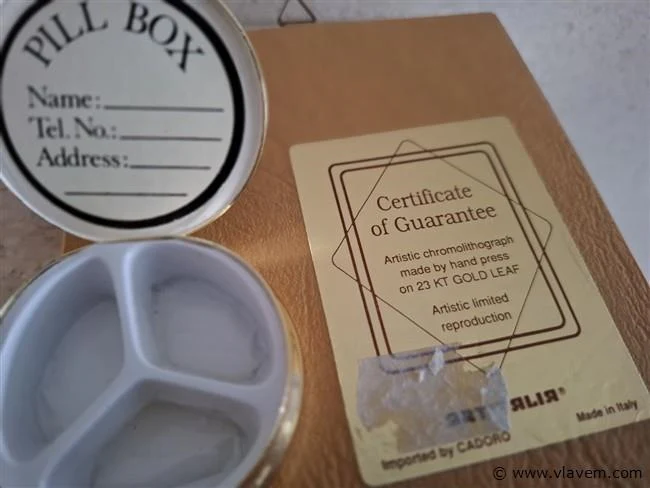 PILL BOX
Name:
Tel. No.:
Address:
Certificate
of Guarantee
Artistic chromolithograph
made by hand press
on 23 KT GOLD LEAF
Artistic limited
reproduction
Made in Italy
Imported by CADORO
© www.vlavem.com